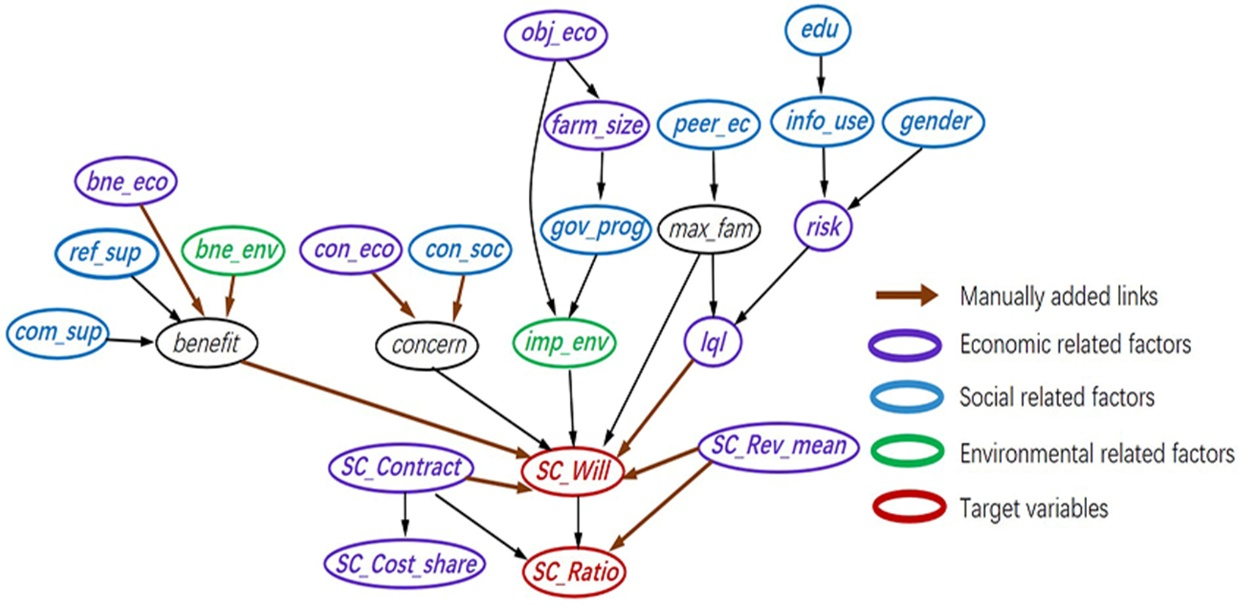 obj_eco
edu
farm_size
peer_ec
info_use
gender
bne_eco
ref_sup
bne_env
con_eco
con_soc
gov_prog
max_fam
risk
com_sup
benefit
concern
imp_env
lql
SC_Contract
SC_Will
SC_Rev_mean
SC_Cost_share
SC_Ratio
Manually added links
Economic related factors
Social related factors
Environmental related factors
Target variables